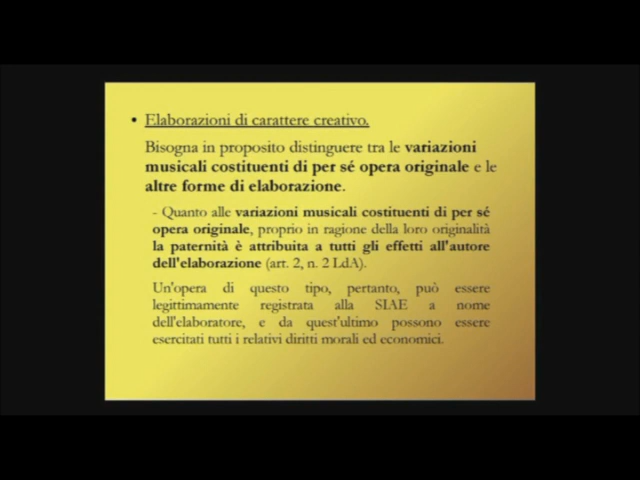 • Elaborazioni di carattere creativo.
Bisogna in proposito distinguere tra le variazioni
musicali costituenti di per sé opera originale e le
altre forme di elaborazione.
- Quanto alle variazioni musicali costituenti di per sé
opera originale, proprio in ragione della loro originalità
la paternità è attribuita a tutti gli effetti all'autore
dell'elaborazione (art. 2, n. 2 LdA).
Un'opera di questo tipo, pertanto, può essere
legittimamente registrata alla SIAE a nome
dell'elaboratore, e da quest'ultimo possono essere
esercitati tutti i relativi diritti morali ed economici.